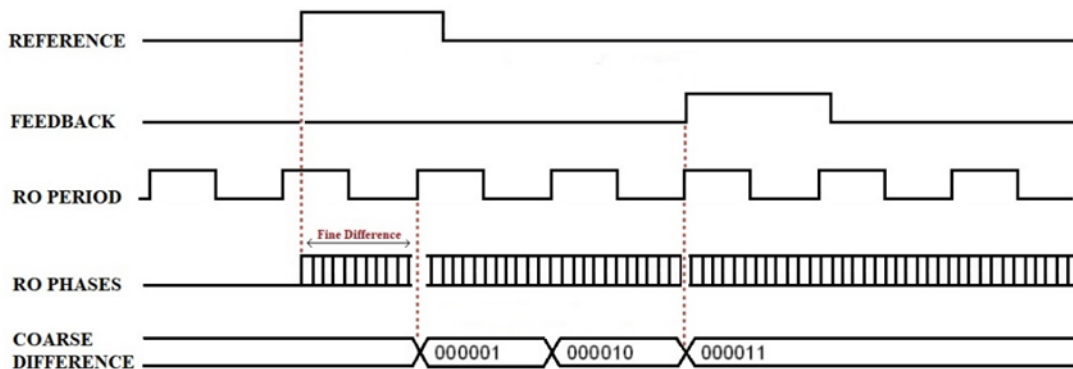 REFERENCE
FEEDBACK
RO PERIOD
Fine Difference
RO PHASES
COARSE
DIFFERENCE
000001
000010
000011